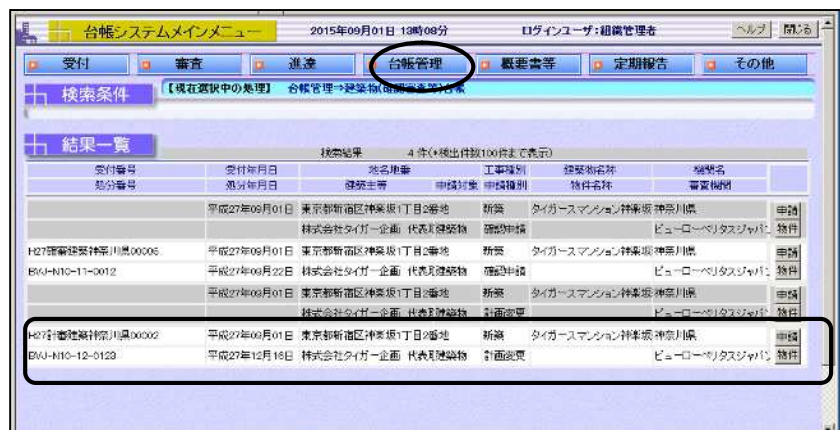 台帳システムメインメニュー 2015年09月01日 13時08分 ログインユーザ:組織管理者 ヘルプ 閉じる
受付 審査 進達 台帳管理 概要書等 定期報告 その他
検索条件 【現在選択中の処理】 台帳管理⇒建築物(確認審査等)台帳
結果一覧
検索結果 4 件(*検出件数100件まで表示)
受付番号 受付年月日 地名地番 工事種別 建築物名称 機関名
処分番号 処分年月日 建築主等 申請対象 申請種別 物件名称 審査機関
平成27年09月01日 東京都新宿区神楽坂1丁目2番地 新築 タイガースマンション神楽坂 神奈川県 申請
株式会社タイガー企画 代表 建築物 確認申請 ビューローベリタスジャパン 物件
H27確審建築神奈川県00006 平成27年09月01日 東京都新宿区神楽坂1丁目2番地 新築 タイガースマンション神楽坂 神奈川県 申請
BVJ-N10-11-0012 平成27年09月22日 株式会社タイガー企画 代表 建築物 確認申請 ビューローベリタスジャパン 物件
平成27年09月01日 東京都新宿区神楽坂1丁目2番地 新築 タイガースマンション神楽坂 神奈川県 申請
株式会社タイガー企画 代表 建築物 計画変更 ビューローベリタスジャパン 物件
H27計審建築神奈川県00002 平成27年09月01日 東京都新宿区神楽坂1丁目2番地 新築 タイガースマンション神楽坂 神奈川県 申請
BVJ-N10-12-0123 平成27年12月16日 株式会社タイガー企画 代表 建築物 計画変更 ビューローベリタスジャパン 物件